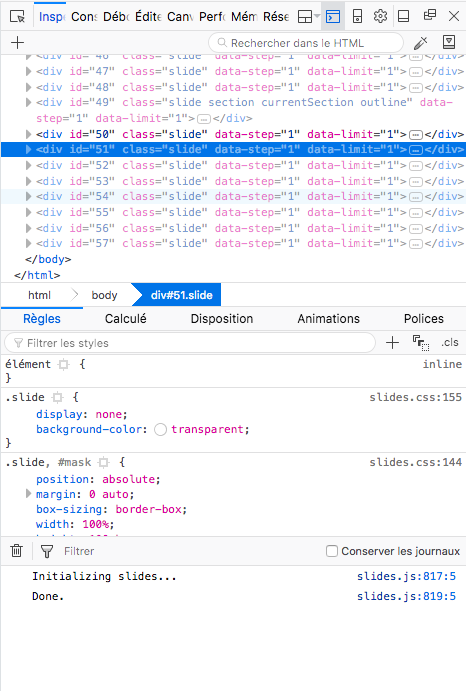 Inspe Cons Débo Édite Canv Perfo Mém Rése
Rechercher dans le HTML
<div id="46" class="slide" data-step="1" data-limit="1"></div>
<div id="47" class="slide" data-step="1" data-limit="1"></div>
<div id="48" class="slide" data-step="1" data-limit="1"></div>
<div id="49" class="slide section currentSection outline" data-
step="1" data-limit="1"></div>
<div id="50" class="slide" data-step="1" data-limit="1"></div>
<div id="51" class="slide" data-step="1" data-limit="1"></div>
<div id="52" class="slide" data-step="1" data-limit="1"></div>
<div id="53" class="slide" data-step="1" data-limit="1"></div>
<div id="54" class="slide" data-step="1" data-limit="1"></div>
<div id="55" class="slide" data-step="1" data-limit="1"></div>
<div id="56" class="slide" data-step="1" data-limit="1"></div>
<div id="57" class="slide" data-step="1" data-limit="1"></div>
</body>
</html>
html body div#51.slide
Règles Calculé Disposition Animations Polices
Filtrer les styles .cls
élément { inline
}
.slide { slides.css:155
display: none;
background-color: transparent;
}
.slide, #mask { slides.css:144
position: absolute;
margin: 0 auto;
box-sizing: border-box;
width: 100%;
Filtrer Conserver les journaux
Initializing slides... slides.js:817:5
Done. slides.js:819:5